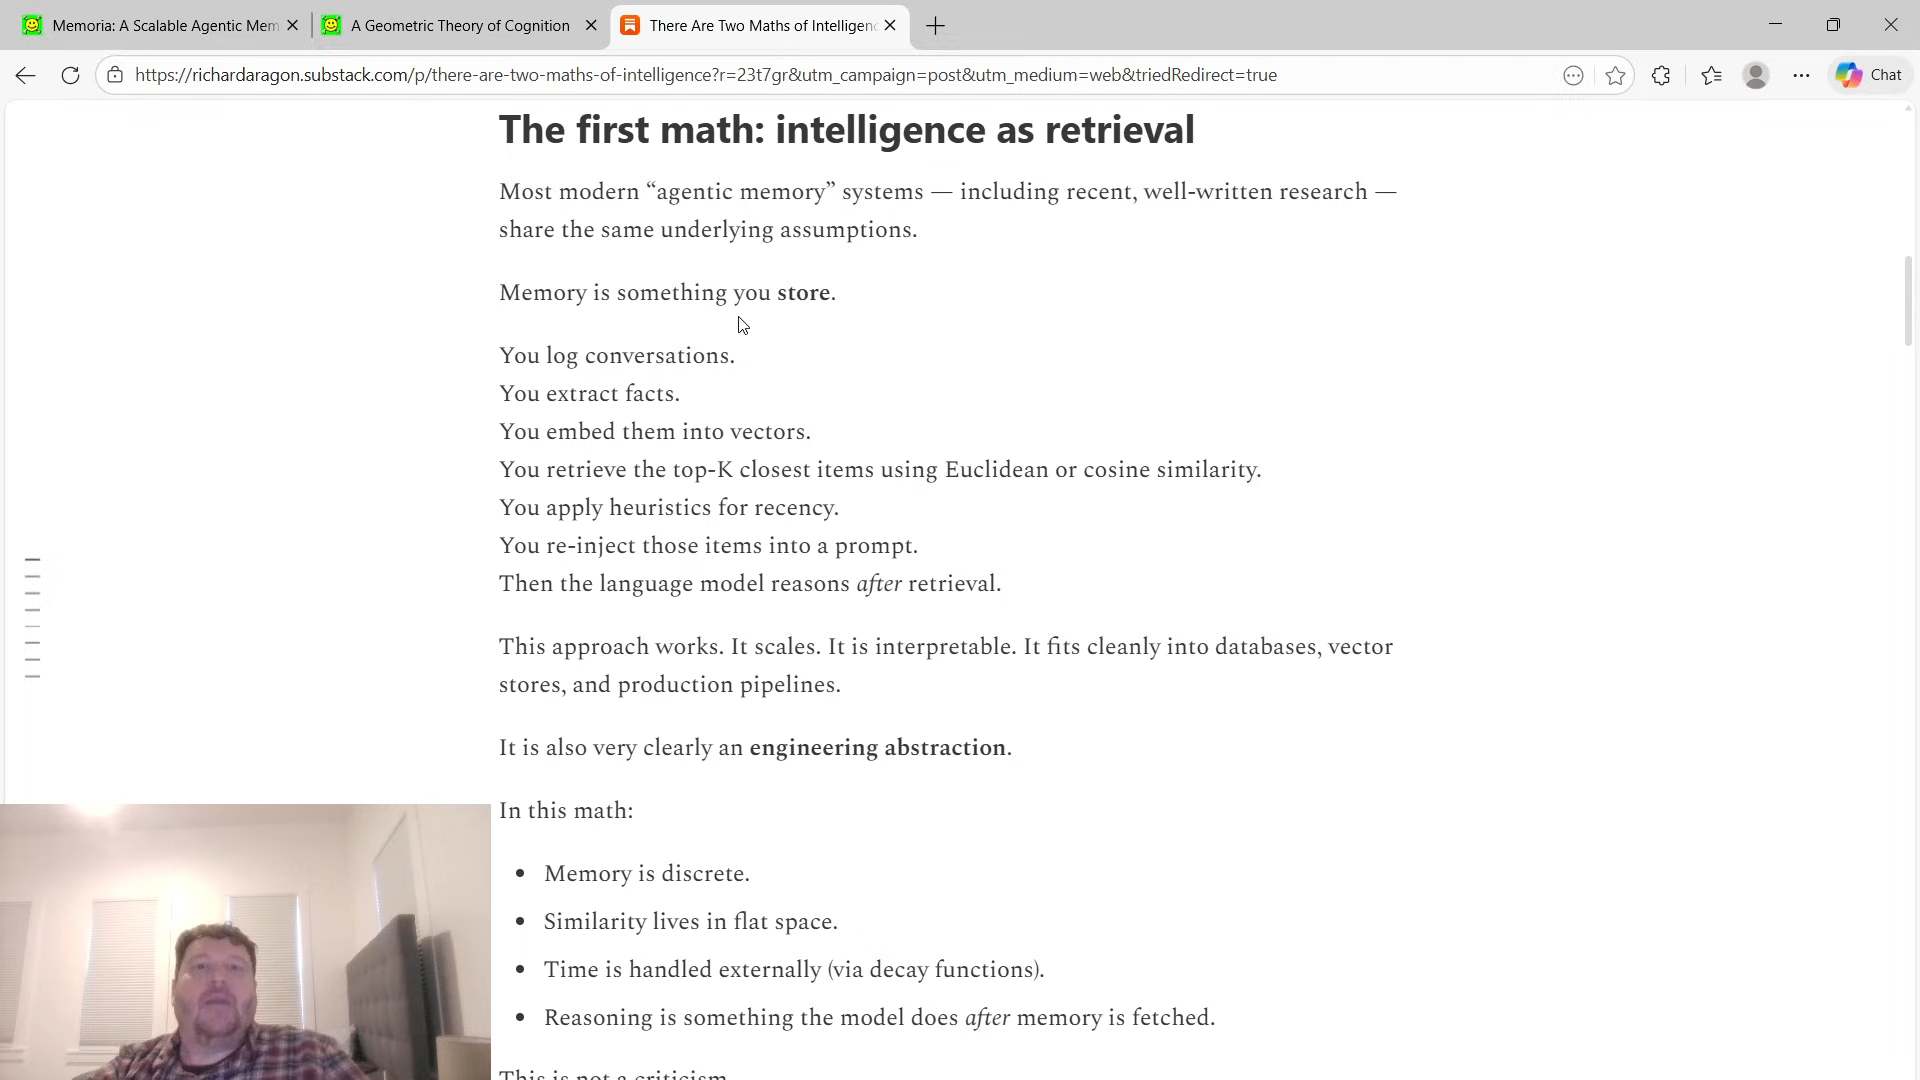 Memoria: A Scalable Agentic Mem
A Geometric Theory of Cognition
There Are Two Maths of Intelligenc
https://richardaragon.substack.com/p/there-are-two-maths-of-intelligence?r=23t7gr&utm_campaign=post&utm_medium=web&triedRedirect=true
Chat
The first math: intelligence as retrieval
Most modern “agentic memory” systems — including recent, well-written research —
share the same underlying assumptions.
Memory is something you store.
You log conversations.
You extract facts.
You embed them into vectors.
You retrieve the top-K closest items using Euclidean or cosine similarity.
You apply heuristics for recency.
You re-inject those items into a prompt.
Then the language model reasons after retrieval.
This approach works. It scales. It is interpretable. It fits cleanly into databases, vector
stores, and production pipelines.
It is also very clearly an engineering abstraction.
In this math:
• Memory is discrete.
• Similarity lives in flat space.
• Time is handled externally (via decay functions).
• Reasoning is something the model does after memory is fetched.
This is not a criticism